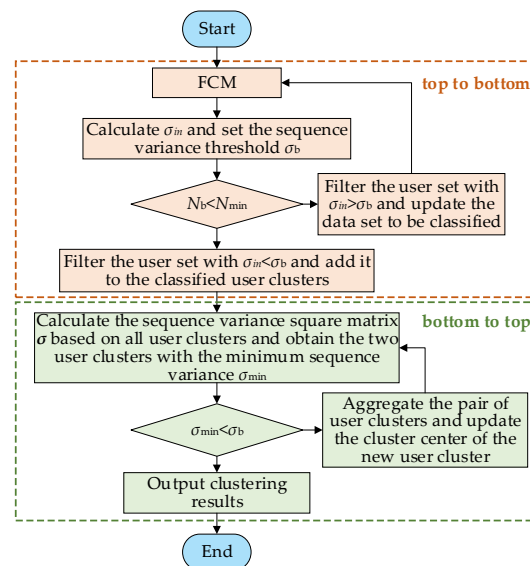 Start
top to bottom
FCM
Calculate σin and set the sequence
variance threshold σb
Nb<Nmin
Filter the user set with
σin>σb and update the
data set to be classified
Filter the user set with σin<σb and add it
to the classified user clusters
bottom to top
Calculate the sequence variance square matrix
σ based on all user clusters and obtain the two
user clusters with the minimum sequence
variance σmin
σmin<σb
Aggregate the pair of
user clusters and update
the cluster center of the
new user cluster
Output clustering
results
End